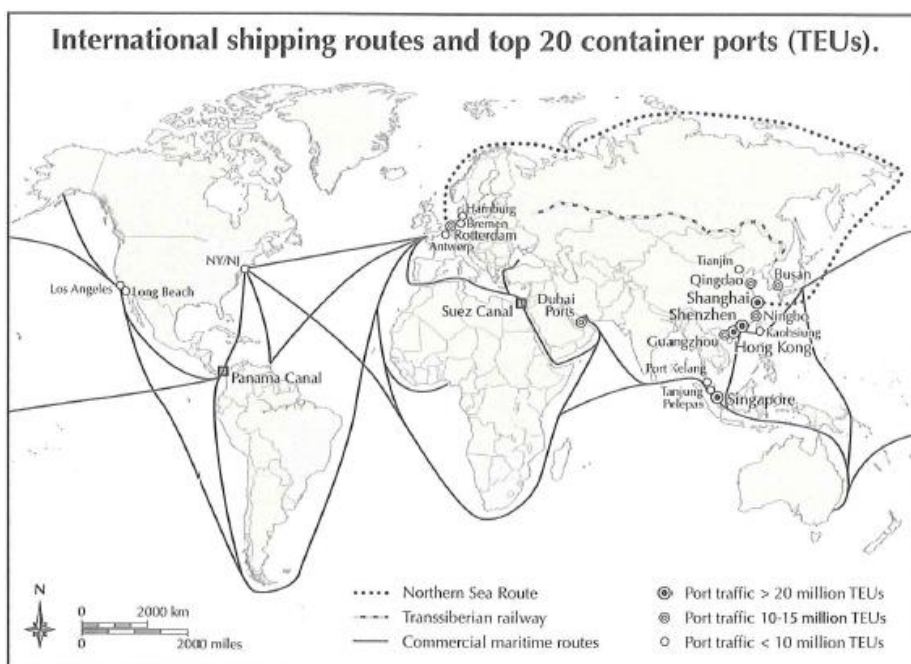 International shipping routes and top 20 container ports (TEUs).
Hamburg
Bremen
Rotterdam
Antwerp
NY/NJ
Los Angeles
Long Beach
Tianjin
Qingdao
Busan
Shanghai
Ningbo
Shenzhen
Kaohsiung
Guangzhou
Hong Kong
Suez Canal
Dubai
Ports
Panama Canal
Port Kelang
Tanjung
Pelepas
Singapore
N
0 2000 km
0 2000 miles
Northern Sea Route
Transsiberian railway
Commercial maritime routes
Port traffic > 20 million TEUs
Port traffic 10-15 million TEUs
Port traffic < 10 million TEUs